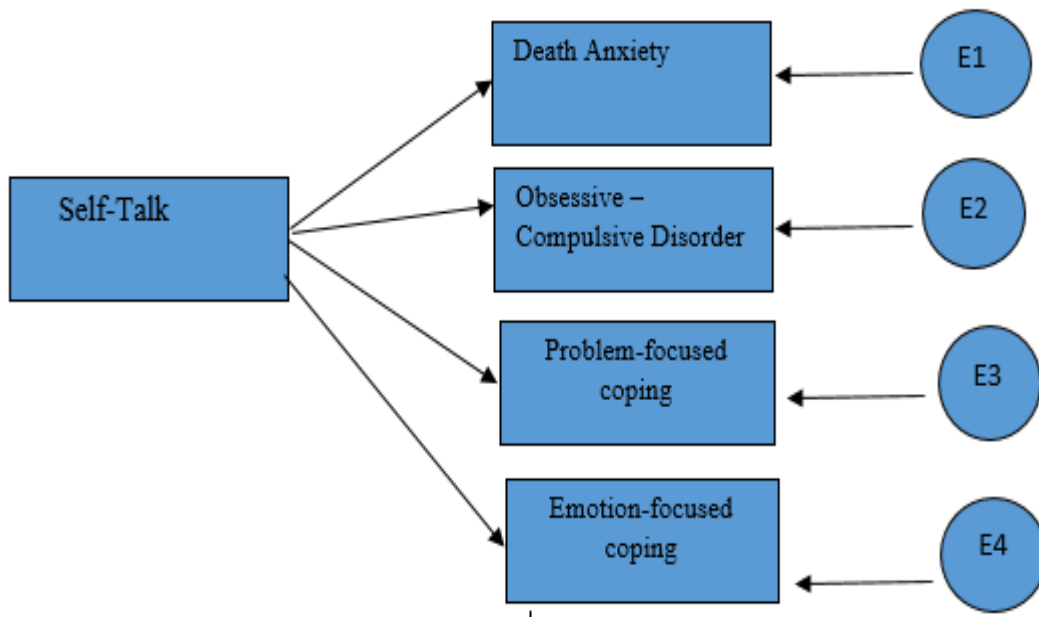 Death Anxiety
E1
Self-Talk
Obsessive –
Compulsive Disorder
E2
Problem-focused
coping
E3
Emotion-focused
coping
E4